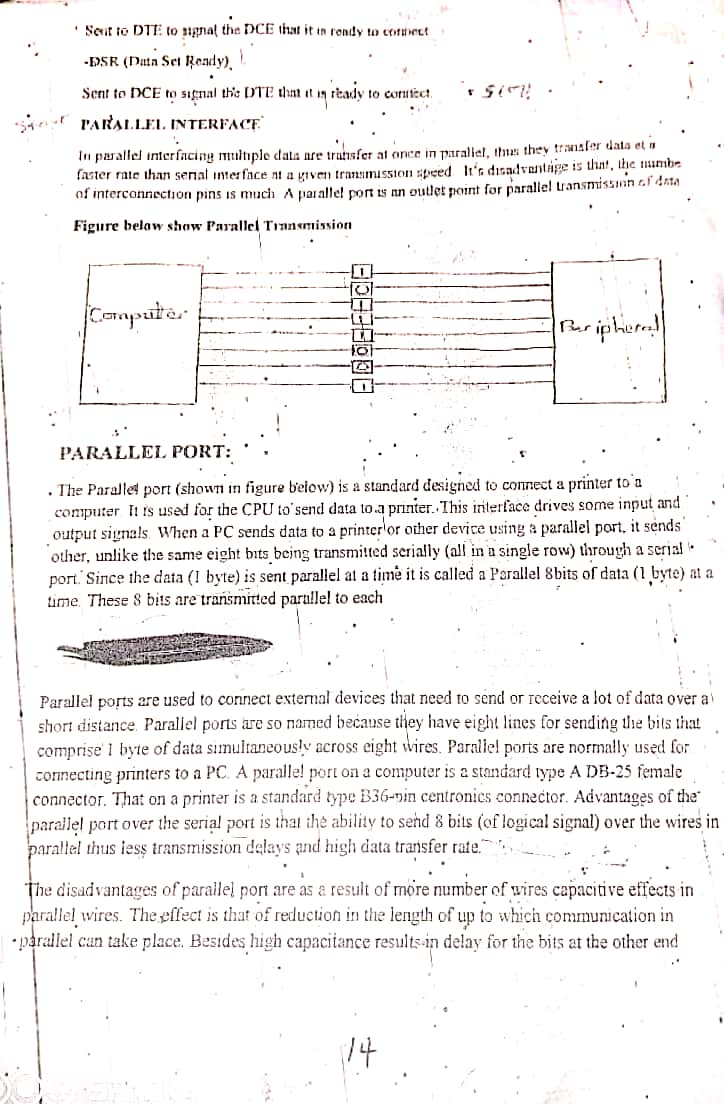 Sent to DTE to signal the DCE that it is ready to connect
-DSR (Data Set Ready)
Sent to DCE to signal the DTE that it is ready to connect.
PARALLEL INTERFACE
In parallel interfacing multiple data are transfer at once in parallel, thus they transfer data at a
faster rate than serial interface at a given transmission speed. It's disadvantage is that, the numbe
of interconnection pins is much. A parallel port is an outlet point for parallel transmission of data
Figure below show Parallel Transmission
Computer
1
0
1
1
1
0
0
1
Peripheral
PARALLEL PORT:
The Parallel port (shown in figure below) is a standard designed to connect a printer to a
computer. It is used for the CPU to send data to a printer. This interface drives some input and
output signals. When a PC sends data to a printer or other device using a parallel port, it sends
other, unlike the same eight bits being transmitted serially (all in a single row) through a serial
port. Since the data (1 byte) is sent parallel at a time it is called a Parallel 8bits of data (1 byte) at a
time. These 8 bits are transmitted parallel to each
Parallel ports are used to connect external devices that need to send or receive a lot of data over a
short distance. Parallel ports are so named because they have eight lines for sending the bits that
comprise 1 byte of data simultaneously across eight wires. Parallel ports are normally used for
connecting printers to a PC. A parallel port on a computer is a standard type A DB-25 female
connector. That on a printer is a standard type B36-pin centronics connector. Advantages of the
parallel port over the serial port is that the ability to send 8 bits (of logical signal) over the wires in
parallel thus less transmission delays and high data transfer rate.
The disadvantages of parallel port are as a result of more number of wires capacitive effects in
parallel wires. The effect is that of reduction in the length of up to which communication in
parallel can take place. Besides high capacitance results in delay for the bits at the other end
14